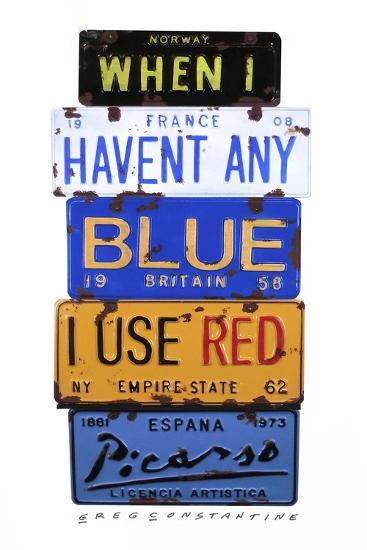 NORWAY
WHEN I
19 FRANCE 08
HAVENT ANY
BLUE
19 BRITAIN 58
I USE RED
NY EMPIRE STATE 62
1881 ESPANA 1973
Picasso
LICENCIA ARTISTICA
GREG CONSTANTINE